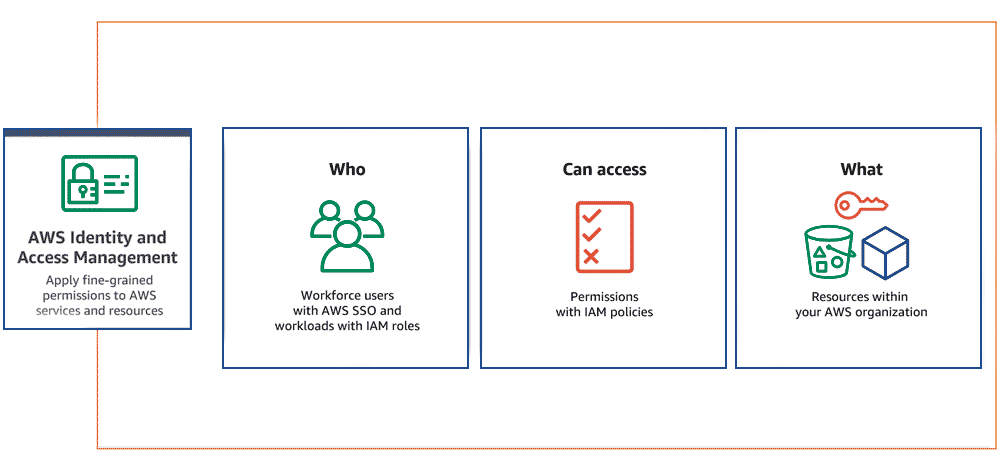 AWS Identity and
Access Management
Apply fine-grained
permissions to AWS
services and resources
Who
Workforce users
with AWS SSO and
workloads with IAM roles
Can access
Permissions
with IAM policies
What
Resources within
your AWS organization